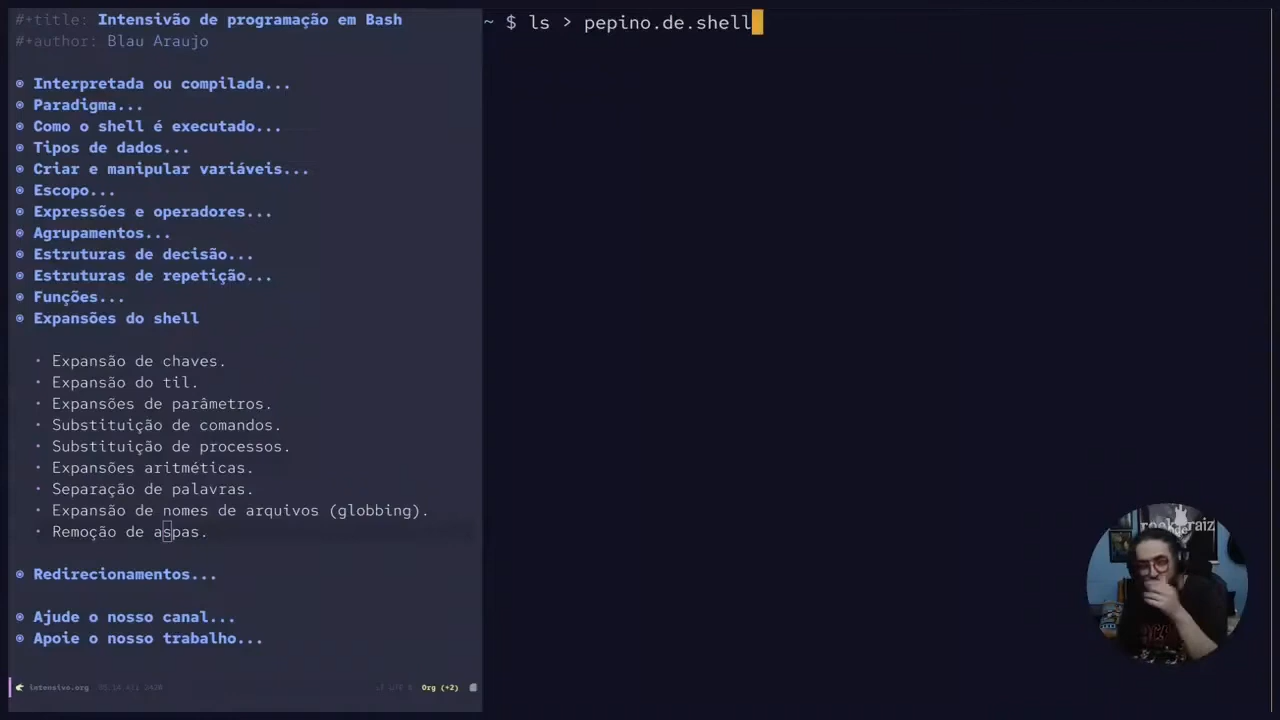 #+title: Intensivão de programação em Bash
#+author: Blau Araujo
Interpretada ou compilada...
Paradigma...
Como o shell é executado...
Tipos de dados...
Criar e manipular variáveis...
Escopo...
Expressões e operadores...
Agrupamentos...
Estruturas de decisão...
Estruturas de repetição...
Funções...
Expansões do shell
• Expansão de chaves.
• Expansão do til.
• Expansões de parâmetros.
• Substituição de comandos.
• Substituição de processos.
• Expansões aritméticas.
• Separação de palavras.
• Expansão de nomes de arquivos (globbing).
• Remoção de aspas.
Redirecionamentos...
Ajude o nosso canal...
Apoie o nosso trabalho...
intensivo.org
Org (+2)
~ $ ls > pepino.de.shell